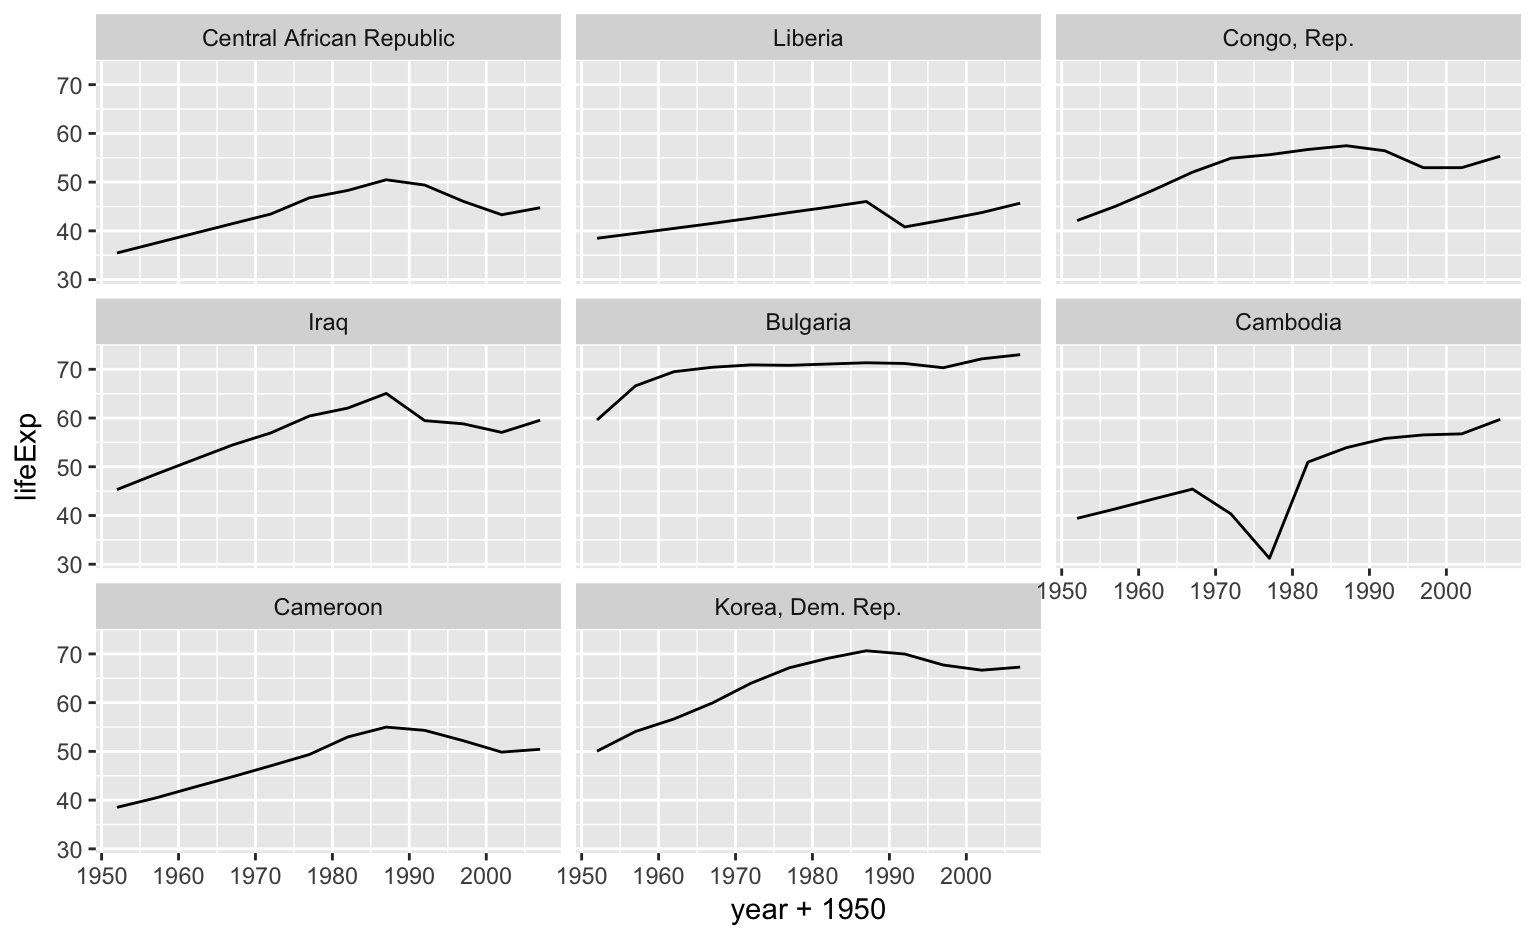 Central African Republic
Liberia
Congo, Rep.
70
60
50
40
30
Iraq
Bulgaria
Cambodia
70
60
50
40
30
lifeExp
1950 1960 1970 1980 1990 2000
Cameroon
Korea, Dem. Rep.
70
60
50
40
30
1950 1960 1970 1980 1990 2000
1950 1960 1970 1980 1990 2000
year + 1950